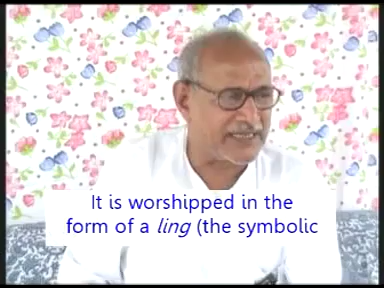 It is worshipped in the
form of a ling (the symbolic